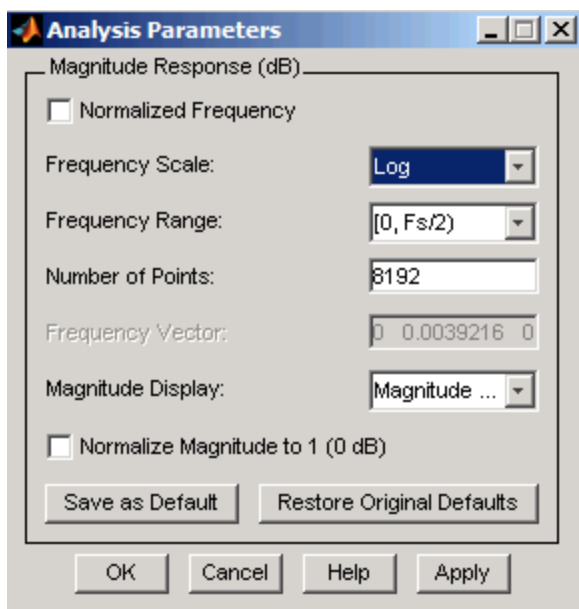 Analysis Parameters
Magnitude Response (dB)
Normalized Frequency
Frequency Scale: Log
Frequency Range: [0, Fs/2)
Number of Points: 8192
Frequency Vector: 0 0.0039216 0
Magnitude Display: Magnitude ...
Normalize Magnitude to 1 (0 dB)
Save as Default Restore Original Defaults
OK Cancel Help Apply